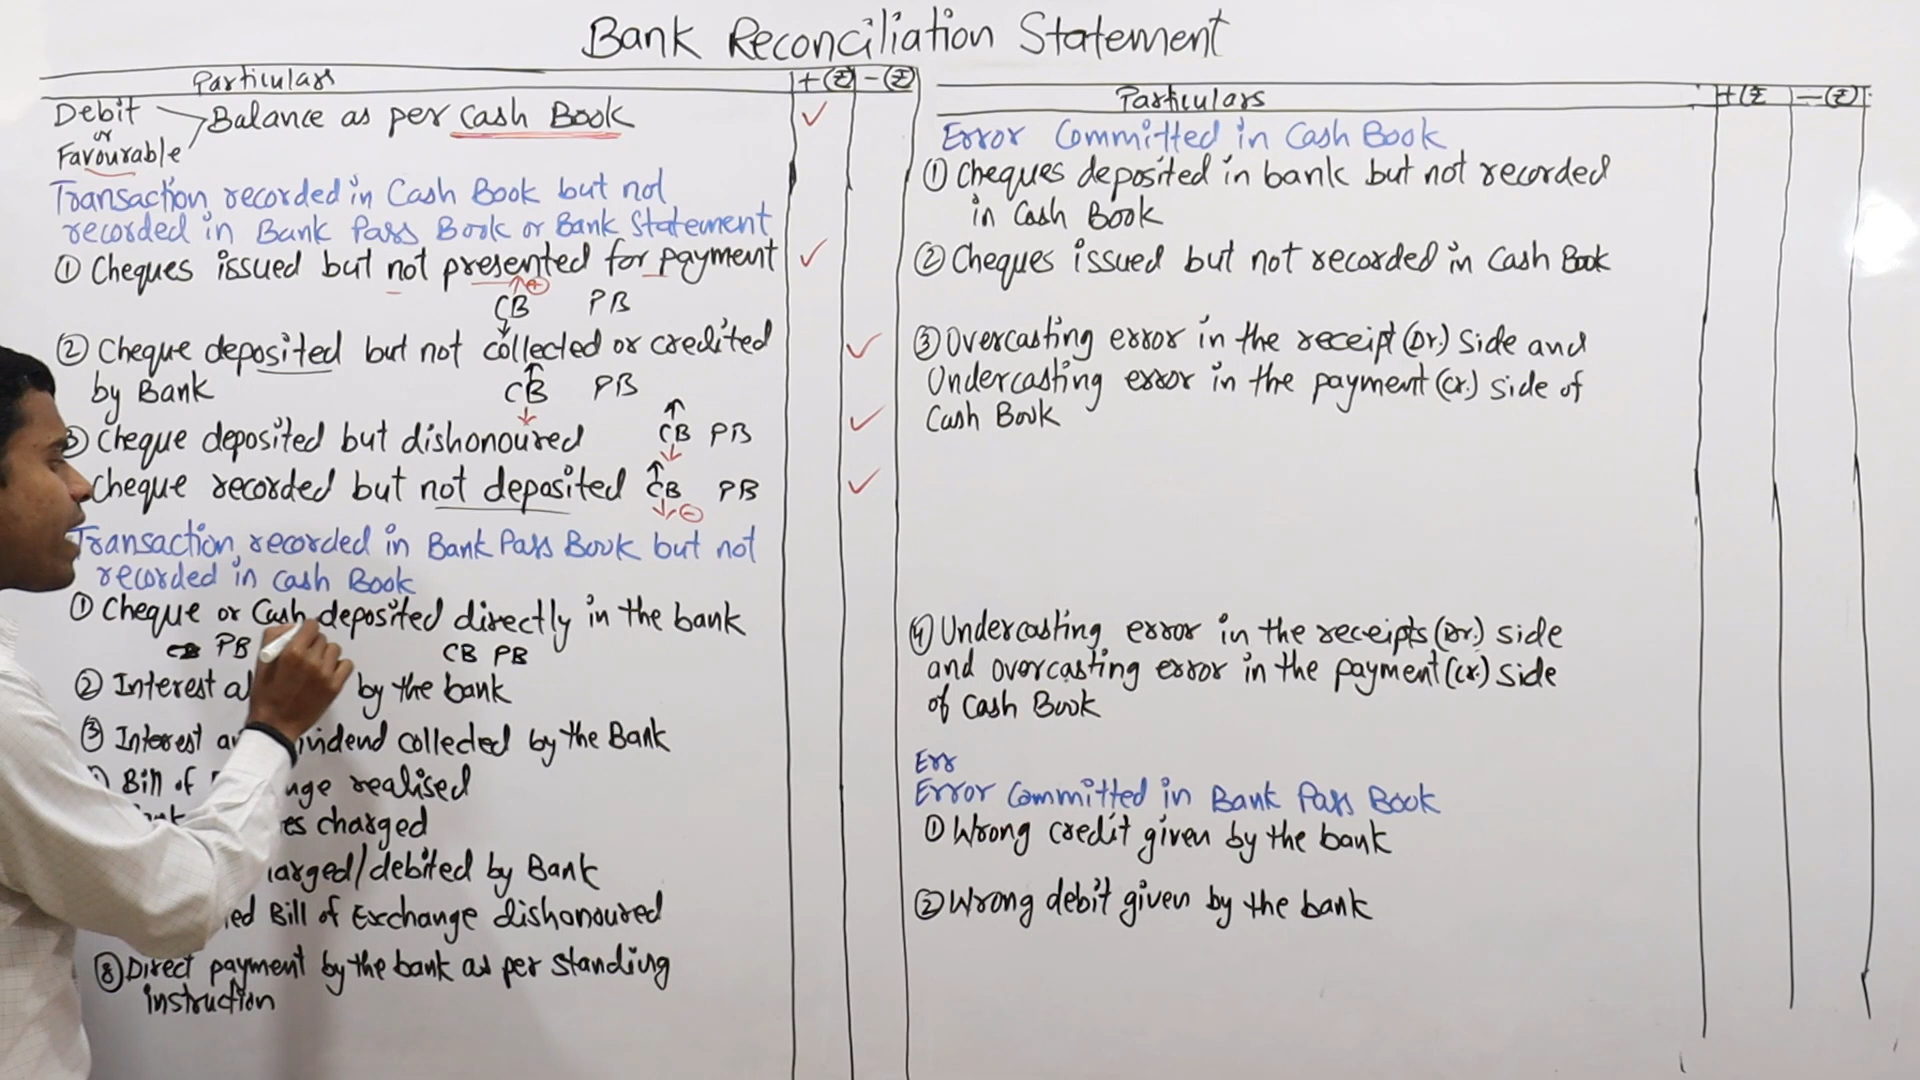 Bank Reconciliation Statement
Particulars +(₹) -(₹)
Debit
or
Favourable
Balance as per Cash Book ✓
Transaction recorded in Cash Book but not
recorded in Bank Pass Book or Bank Statement
① Cheques issued but not presented for payment ✓
CB PB
② Cheque deposited but not collected or credited ✓
by Bank CB PB
③ Cheque deposited but dishonoured CB PB ✓
Cheque recorded but not deposited CB PB ✓
Transaction recorded in Bank Pass Book but not
recorded in Cash Book
① Cheque or Cash deposited directly in the bank
PB CB PB
② Interest by the bank
③ Interest collected by the Bank
Bill of realised
charged
debited by Bank
Bill of Exchange dishonoured
⑧ Direct payment by the bank as per standing
instruction
Particulars +(₹ -(₹)
Error Committed in Cash Book
① Cheques deposited in bank but not recorded
in Cash Book
② Cheques issued but not recorded in Cash Book
③ Overcasting error in the receipt (Dr.) side and
Undercasting error in the payment (Cr.) side of
Cash Book
④ Undercasting error in the receipts (Dr.) side
and overcasting error in the payment (Cr.) side
of Cash Book
Err
Error Committed in Bank Pass Book
① Wrong credit given by the bank
② Wrong debit given by the bank